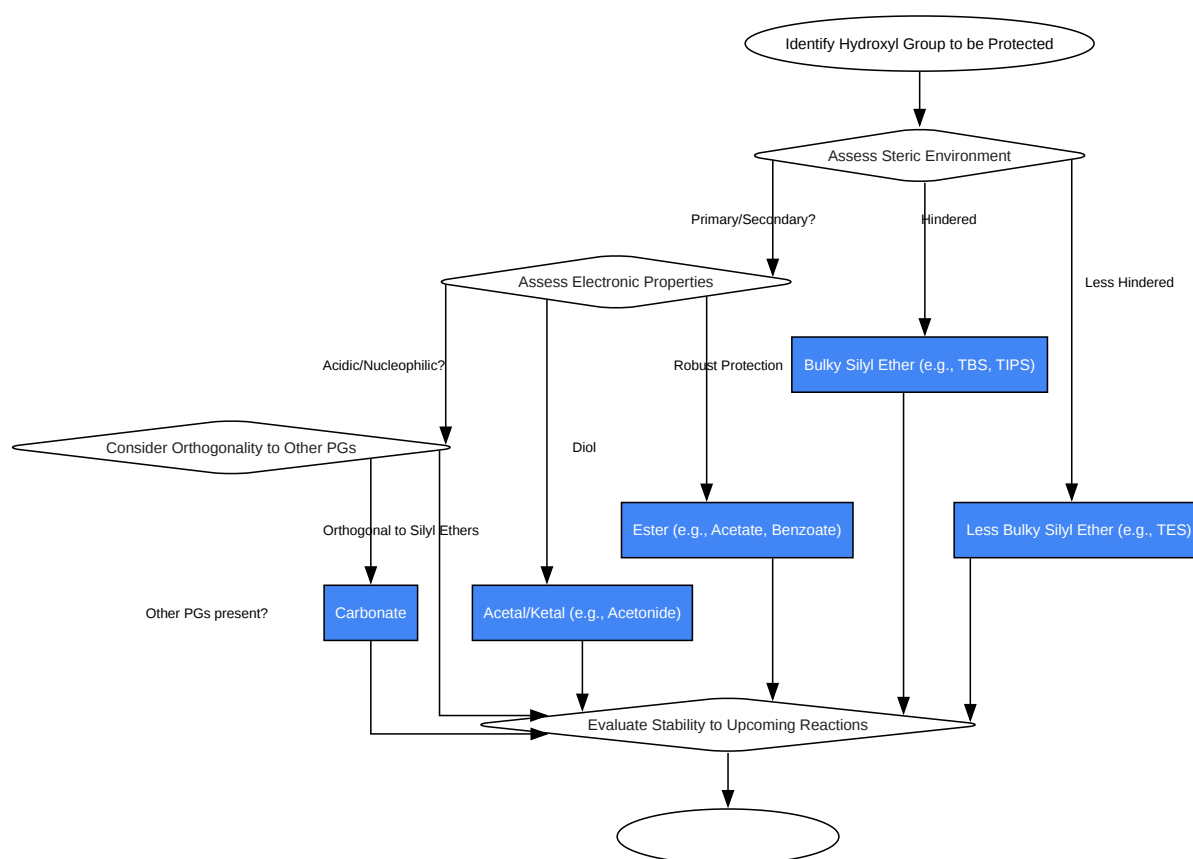 Identify Hydroxyl Group to be Protected
Assess Steric Environment
Primary/Secondary?
Hindered
Assess Electronic Properties
Less Hindered
Acidic/Nucleophilic?
Robust Protection
Bulky Silyl Ether (e.g., TBS, TIPS)
Consider Orthogonality to Other PGs
Diol
Orthogonal to Silyl Ethers
Ester (e.g., Acetate, Benzoate)
Less Bulky Silyl Ether (e.g., TES)
Other PGs present?
Carbonate
Acetal/Ketal (e.g., Acetonide)
Evaluate Stability to Upcoming Reactions